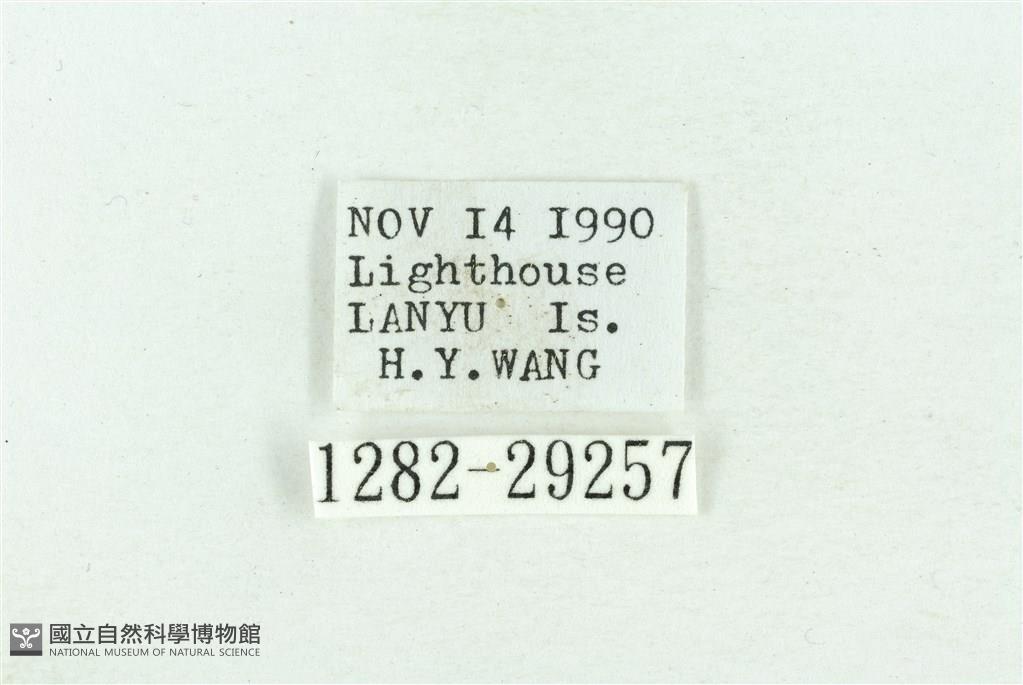 NOV I4 I990
Lighthouse
LANYU Is.
H.Y.WANG
1282-29257
國立自然科學博物館
NATIONAL MUSEUM OF NATURAL SCIENCE